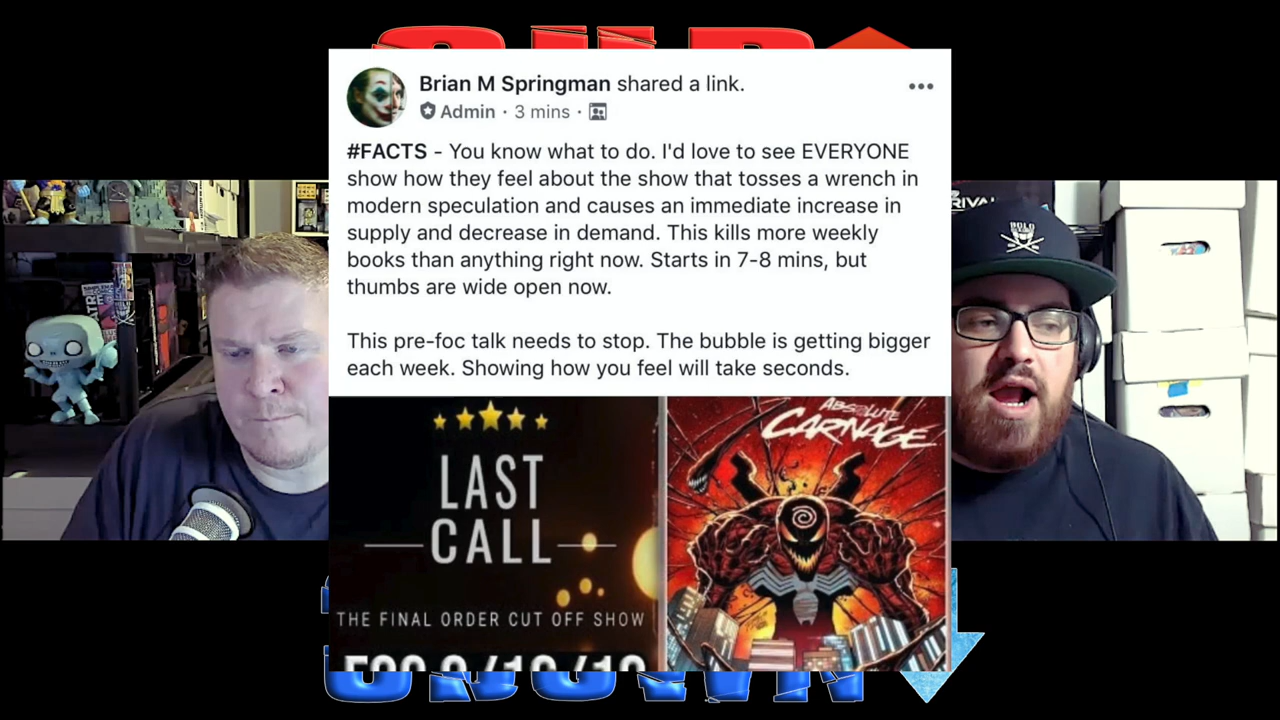 Brian M Springman shared a link.
Admin · 3 mins ·
#FACTS - You know what to do. I'd love to see EVERYONE
show how they feel about the show that tosses a wrench in
modern speculation and causes an immediate increase in
supply and decrease in demand. This kills more weekly
books than anything right now. Starts in 7-8 mins, but
thumbs are wide open now.
This pre-foc talk needs to stop. The bubble is getting bigger
each week. Showing how you feel will take seconds.
LAST
CALL
THE FINAL ORDER CUT OFF SHOW
ABSOLUTE
CARNAGE